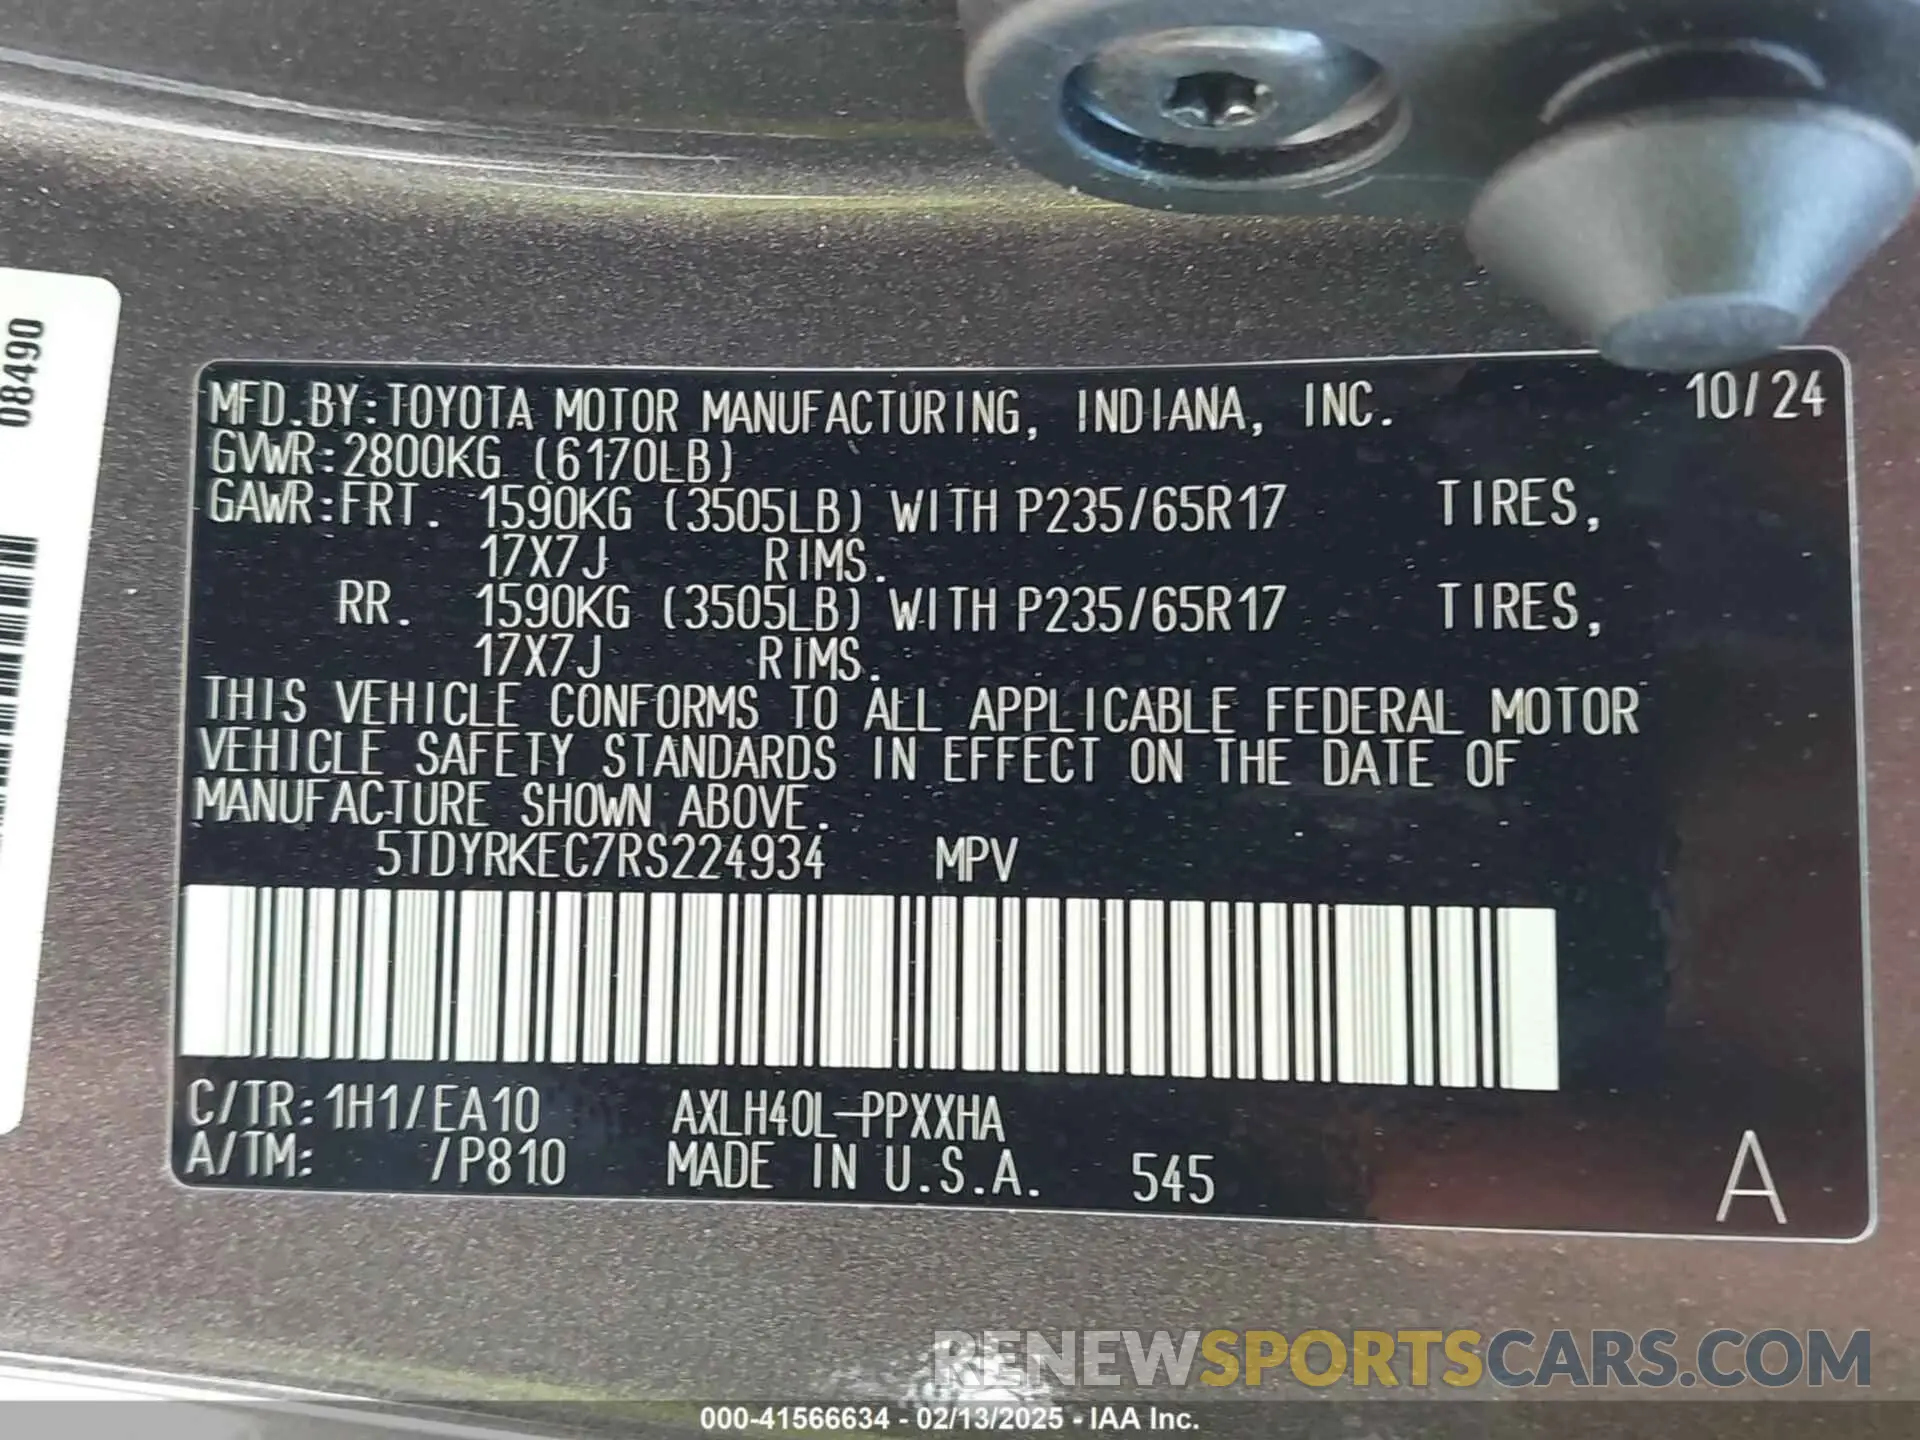 08490
MFD.BY:TOYOTA MOTOR MANUFACTURING, INDIANA, INC. 10/24
GVWR:2800KG (6170LB)
GAWR:FRT. 1590KG (3505LB) WITH P235/65R17 TIRES,
17X7J RIMS.
RR. 1590KG (3505LB) WITH P235/65R17 TIRES,
17X7J RIMS.
THIS VEHICLE CONFORMS TO ALL APPLICABLE FEDERAL MOTOR
VEHICLE SAFETY STANDARDS IN EFFECT ON THE DATE OF
MANUFACTURE SHOWN ABOVE.
5TDYRKEC7RS224934 MPV
C/TR:1H1/EA10 AXLH40L-PPXXHA
A/TM: /P810 MADE IN U.S.A. 545 A
RENEWSPORTSCARS.COM
000-41566634 - 02/13/2025 - IAA Inc.